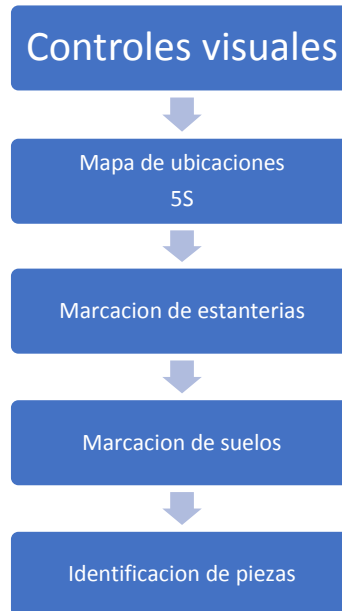 Controles visuales
Mapa de ubicaciones
5S
Marcacion de estanterias
Marcacion de suelos
Identificacion de piezas